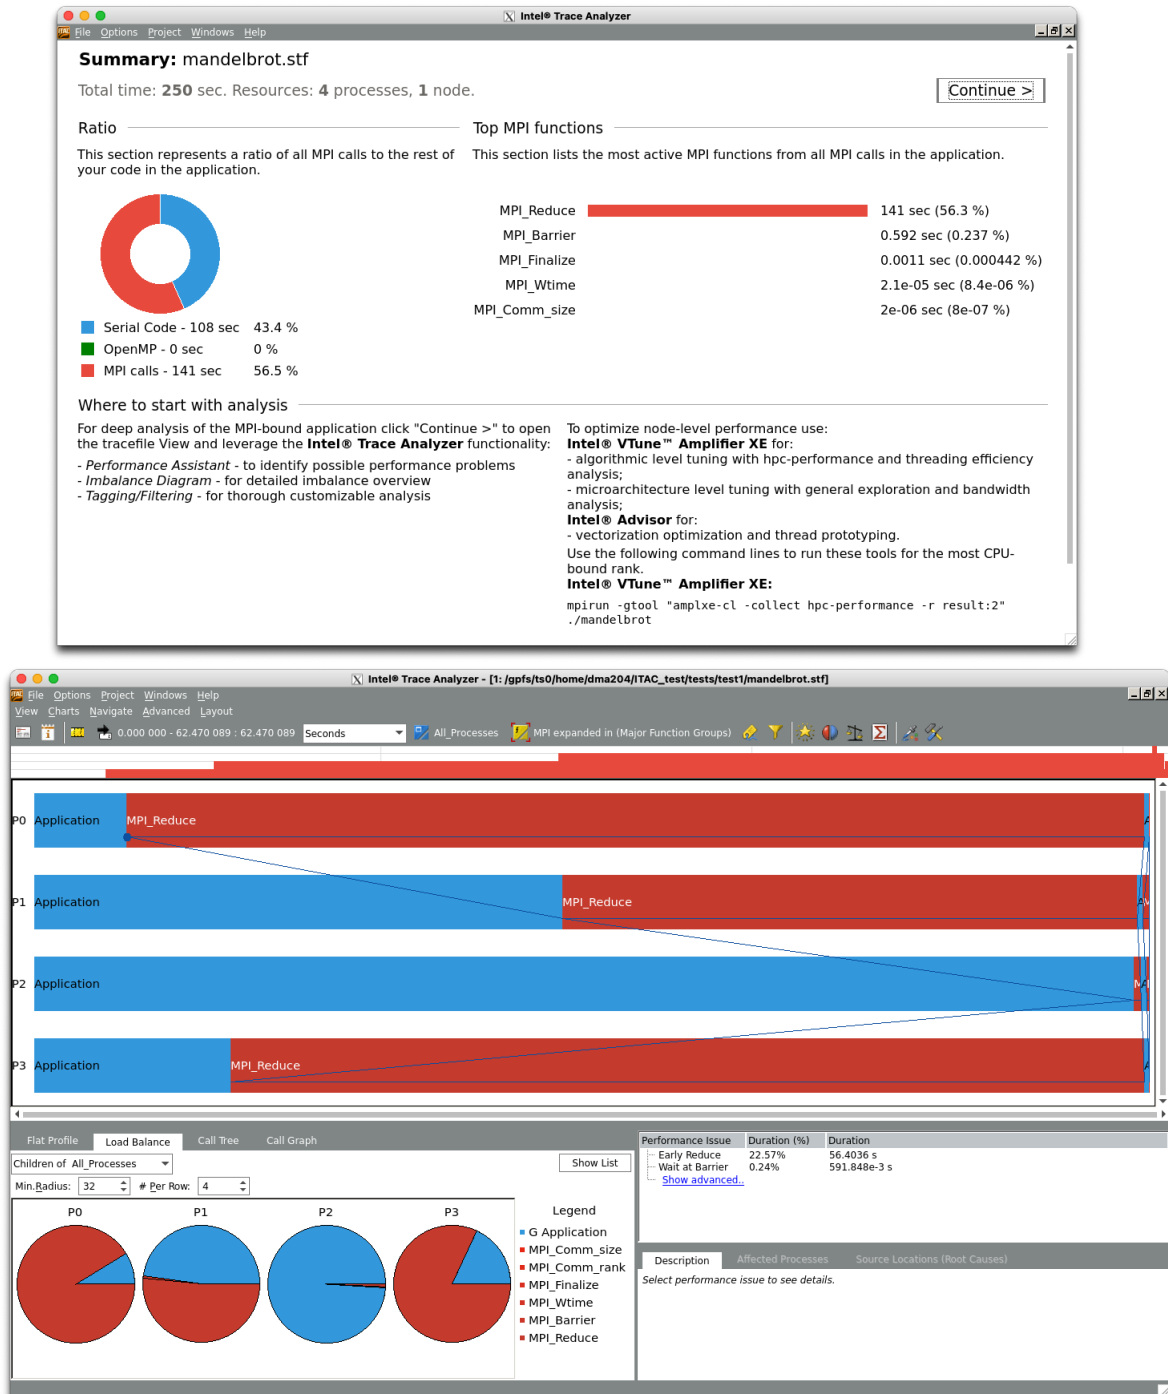 Intel® Trace Analyzer
File Options Project Windows Help
Summary: mandelbrot.stf
Total time: 250 sec. Resources: 4 processes, 1 node.
Continue >
Ratio
This section represents a ratio of all MPI calls to the rest of
your code in the application.
Serial Code - 108 sec 43.4 %
OpenMP - 0 sec 0 %
MPI calls - 141 sec 56.5 %
Top MPI functions
This section lists the most active MPI functions from all MPI calls in the application.
MPI_Reduce 141 sec (56.3 %)
MPI_Barrier 0.592 sec (0.237 %)
MPI_Finalize 0.0011 sec (0.000442 %)
MPI_Wtime 2.1e-05 sec (8.4e-06 %)
MPI_Comm_size 2e-06 sec (8e-07 %)
Where to start with analysis
For deep analysis of the MPI-bound application click "Continue >" to open
the tracefile View and leverage the Intel® Trace Analyzer functionality:
- Performance Assistant - to identify possible performance problems
- Imbalance Diagram - for detailed imbalance overview
- Tagging/Filtering - for thorough customizable analysis
To optimize node-level performance use:
Intel® VTune™ Amplifier XE for:
- algorithmic level tuning with hpc-performance and threading efficiency
analysis;
- microarchitecture level tuning with general exploration and bandwidth
analysis;
Intel® Advisor for:
- vectorization optimization and thread prototyping.
Use the following command lines to run these tools for the most CPU-
bound rank.
Intel® VTune™ Amplifier XE:
mpirun -gtool "amplxe-cl -collect hpc-performance -r result:2"
./mandelbrot
Intel® Trace Analyzer - [1: /gpfs/ts0/home/dma204/ITAC_test/tests/test1/mandelbrot.stf]
File Options Project Windows Help
View Charts Navigate Advanced Layout
0.000 000 - 62.470 089 : 62.470 089 Seconds All_Processes MPI expanded in (Major Function Groups)
P0 Application MPI_Reduce A
P1 Application MPI_Reduce A M
P2 Application M A
P3 Application MPI_Reduce A
Flat Profile Load Balance Call Tree Call Graph
Children of All_Processes Show List
Min.Radius: 32 # Per Row: 4
P0 P1 P2 P3
Legend
G Application
MPI_Comm_size
MPI_Comm_rank
MPI_Finalize
MPI_Wtime
MPI_Barrier
MPI_Reduce
Performance Issue Duration (%) Duration
Early Reduce 22.57% 56.4036 s
Wait at Barrier 0.24% 591.848e-3 s
Show advanced..
Description Affected Processes Source Locations (Root Causes)
Select performance issue to see details.